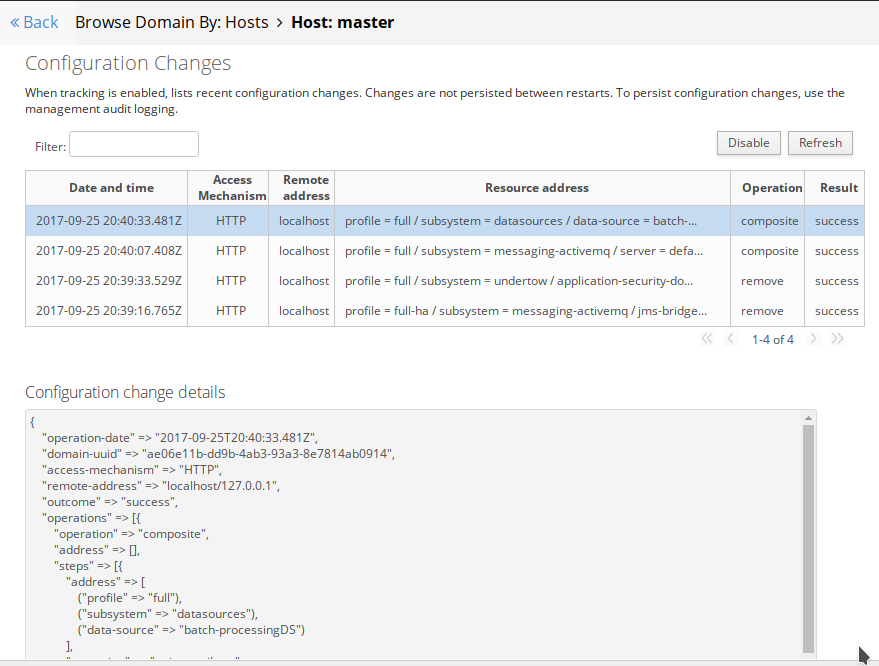 « Back Browse Domain By: Hosts › Host: master
Configuration Changes
When tracking is enabled, lists recent configuration changes. Changes are not persisted between restarts. To persist configuration changes, use the
management audit logging.
Filter: Disable Refresh
Date and time Access Mechanism Remote address Resource address Operation Result
2017-09-25 20:40:33.481Z HTTP localhost profile = full / subsystem = datasources / data-source = batch-... composite success
2017-09-25 20:40:07.408Z HTTP localhost profile = full / subsystem = messaging-activemq / server = defa... composite success
2017-09-25 20:39:33.529Z HTTP localhost profile = full / subsystem = undertow / application-security-do... remove success
2017-09-25 20:39:16.765Z HTTP localhost profile = full-ha / subsystem = messaging-activemq / jms-bridge... remove success
1-4 of 4
Configuration change details
{
"operation-date" => "2017-09-25T20:40:33.481Z",
"domain-uuid" => "ae06e11b-dd9b-4ab3-93a3-8e7814ab0914",
"access-mechanism" => "HTTP",
"remote-address" => "localhost/127.0.0.1",
"outcome" => "success",
"operations" => [{
"operation" => "composite",
"address" => [],
"steps" => [{
"address" => [
("profile" => "full"),
("subsystem" => "datasources"),
("data-source" => "batch-processingDS")
],